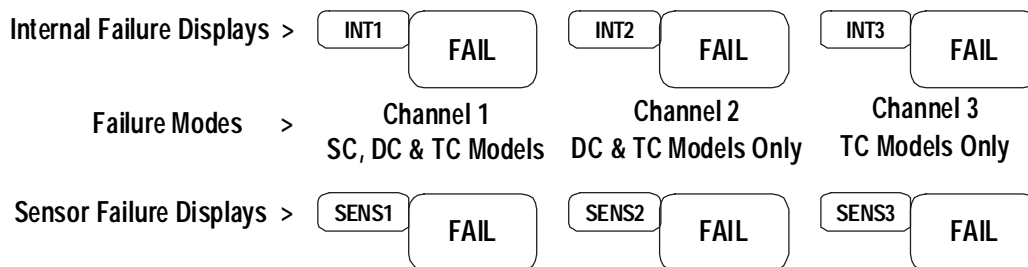 Internal Failure Displays > INT1 FAIL INT2 FAIL INT3 FAIL
Failure Modes > Channel 1 Channel 2 Channel 3
SC, DC & TC Models DC & TC Models Only TC Models Only
Sensor Failure Displays > SENS1 FAIL SENS2 FAIL SENS3 FAIL